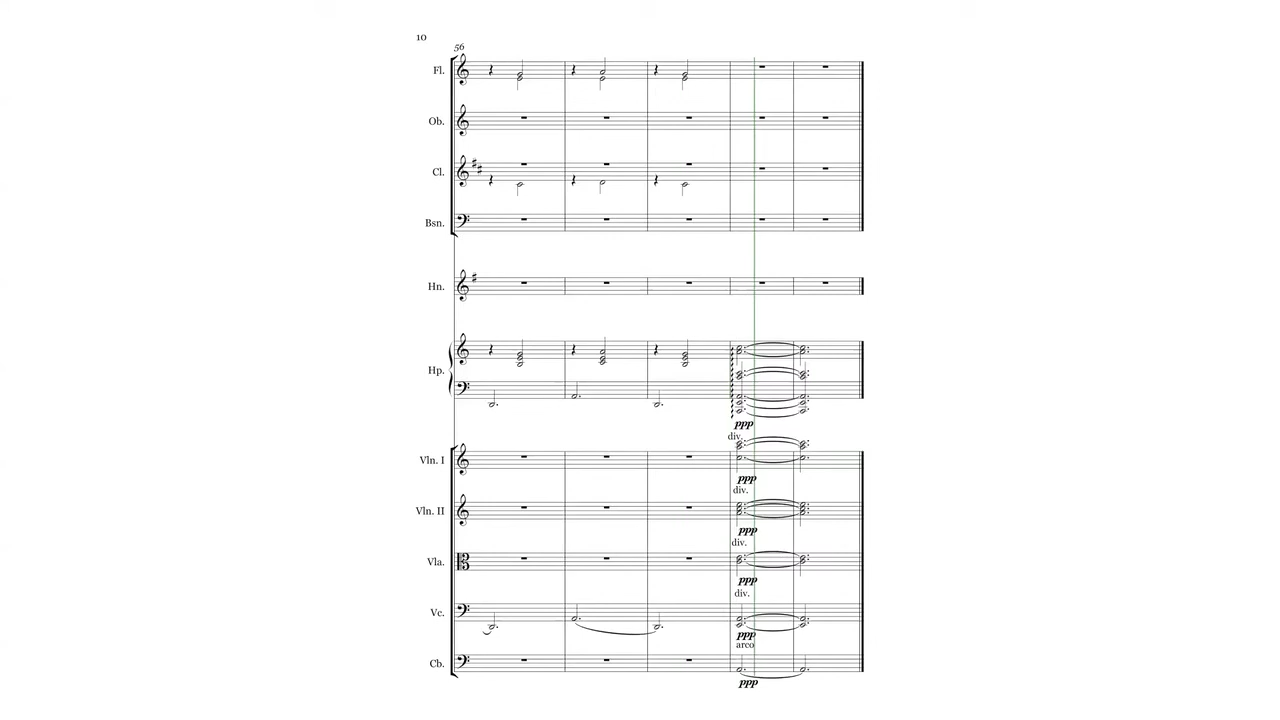 10
56
Fl.
Ob.
Cl.
Bsn.
Hn.
Hp.
ppp
div.
Vln. I
ppp
div.
Vln. II
ppp
div.
Vla.
ppp
div.
Vc.
ppp
arco
Cb.
ppp